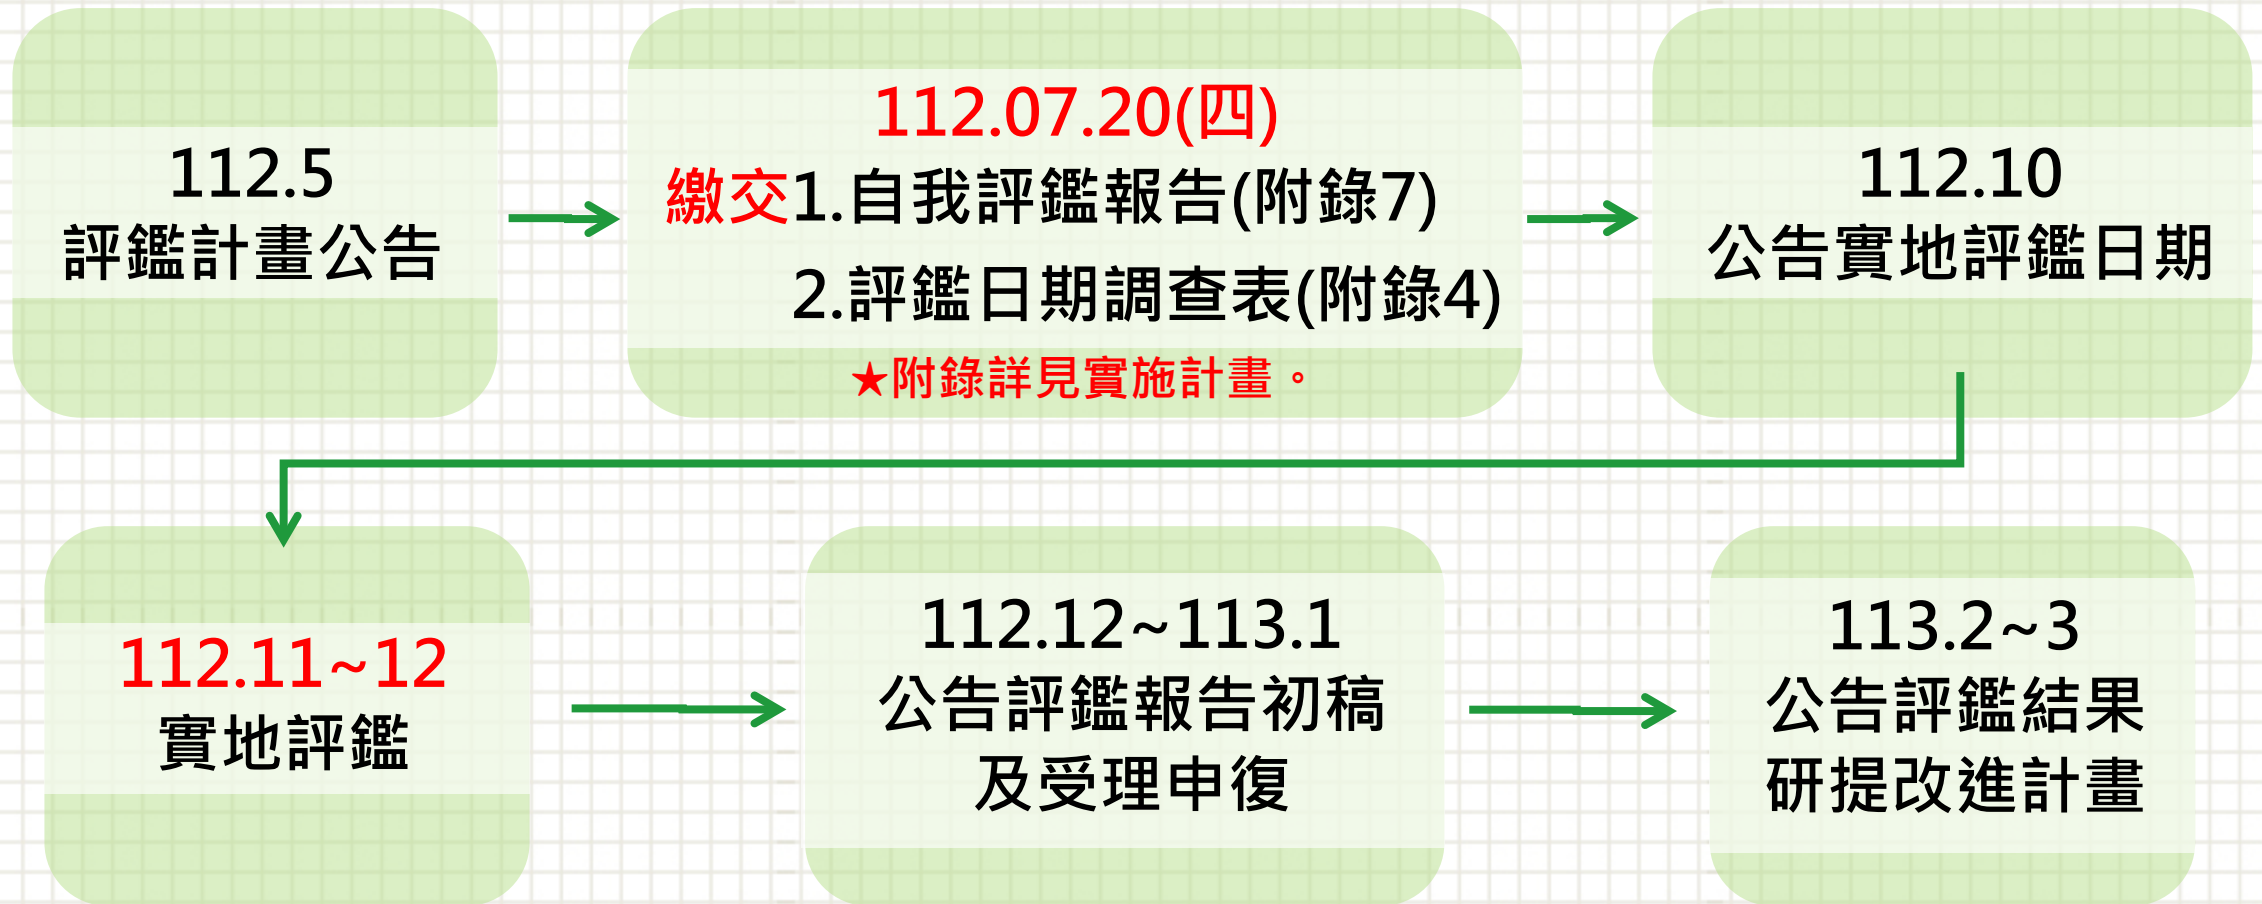 112.5
評鑑計畫公告
112.07.20(四)
繳交1.自我評鑑報告(附錄7)
2.評鑑日期調查表(附錄4)
★附錄詳見實施計畫。
112.10
公告實地評鑑日期
112.11~12
實地評鑑
112.12~113.1
公告評鑑報告初稿
及受理申復
113.2~3
公告評鑑結果
研提改進計畫